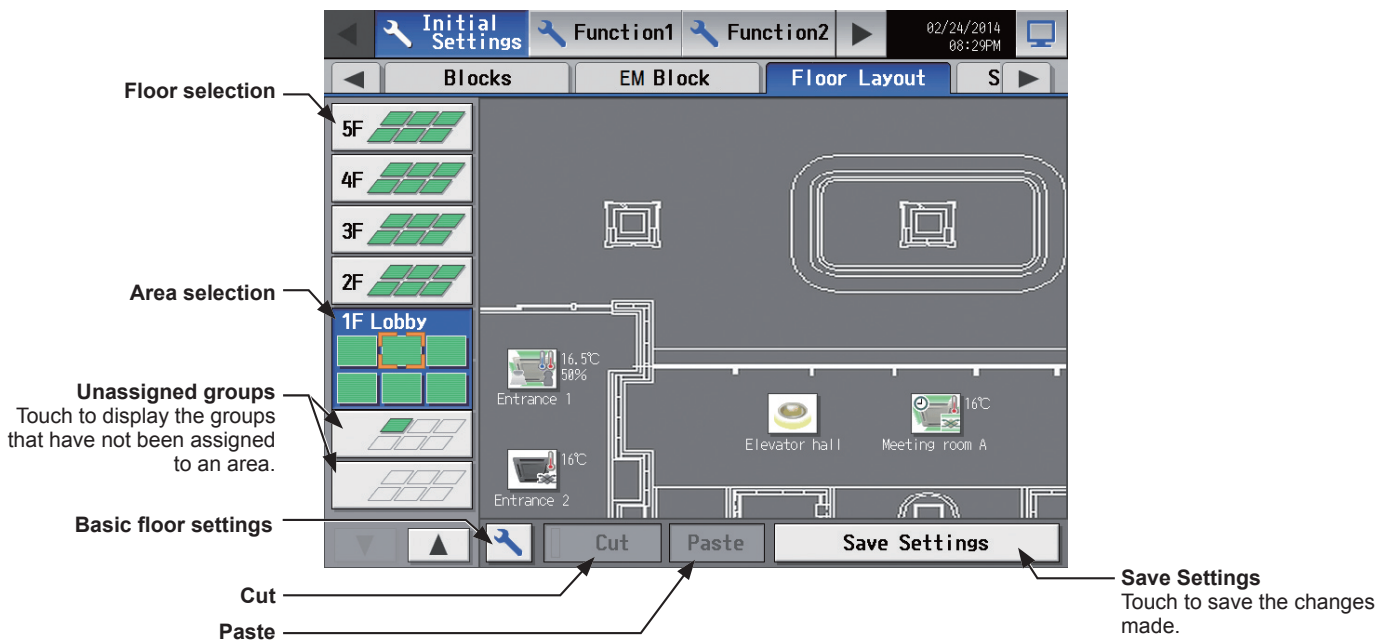 Initial
Settings
Function1
Function2
02/24/2014
08:29PM
Blocks
EM Block
Floor Layout
S
Floor selection
5F
4F
3F
2F
Area selection
1F Lobby
Unassigned groups
Touch to display the groups
that have not been assigned
to an area.
16.5℃
50%
Entrance 1
16℃
Entrance 2
Elevator hall
16℃
Meeting room A
Basic floor settings
Cut
Paste
Save Settings
Cut
Paste
Save Settings
Touch to save the changes
made.